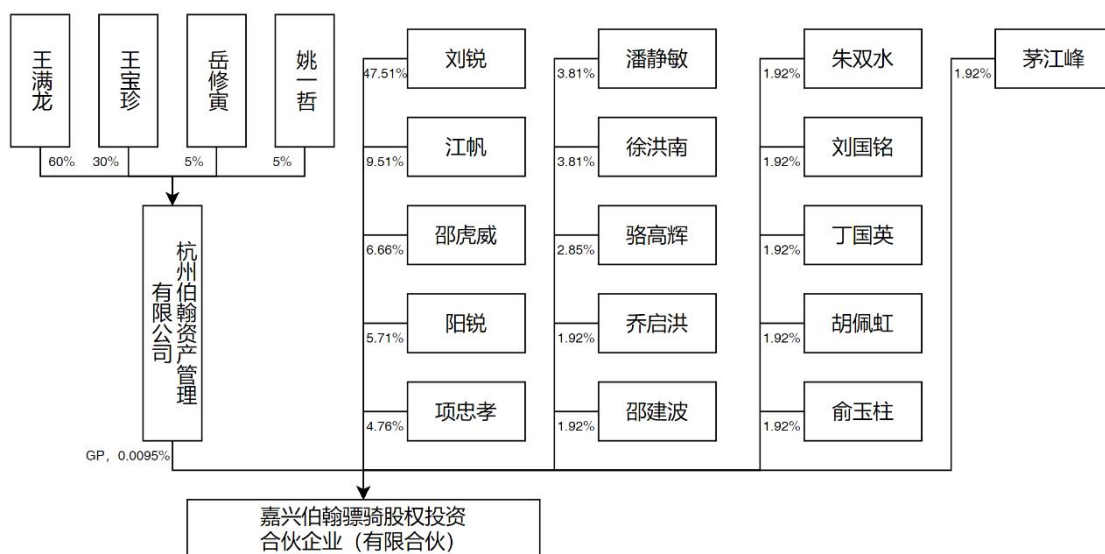 王满龙
王宝珍
岳修寅
姚一哲
60%
30%
5%
5%
杭州伯翰资产管理
有限公司
GP，0.0095%
刘锐
47.51%
江帆
9.51%
邵虎威
6.66%
阳锐
5.71%
项忠孝
4.76%
潘静敏
3.81%
徐洪南
3.81%
骆高辉
2.85%
乔启洪
1.92%
邵建波
1.92%
朱双水
1.92%
刘国铭
1.92%
丁国英
1.92%
胡佩虹
1.92%
俞玉柱
1.92%
茅江峰
1.92%
嘉兴伯翰骠骑股权投资
合伙企业（有限合伙）